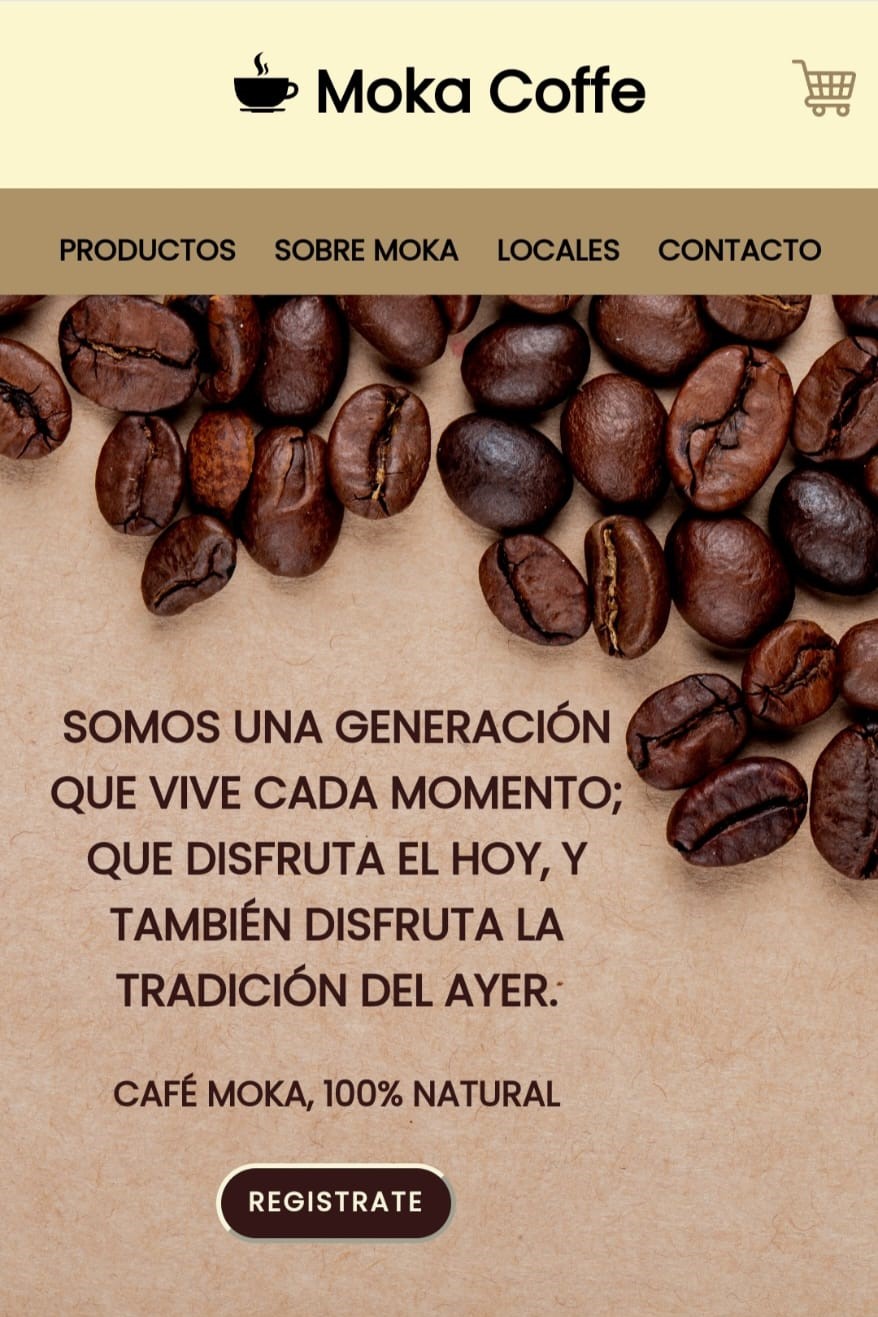 Moka Coffe
PRODUCTOS SOBRE MOKA LOCALES CONTACTO
SOMOS UNA GENERACIÓN
QUE VIVE CADA MOMENTO;
QUE DISFRUTA EL HOY, Y
TAMBIÉN DISFRUTA LA
TRADICIÓN DEL AYER.
CAFÉ MOKA, 100% NATURAL
REGISTRATE